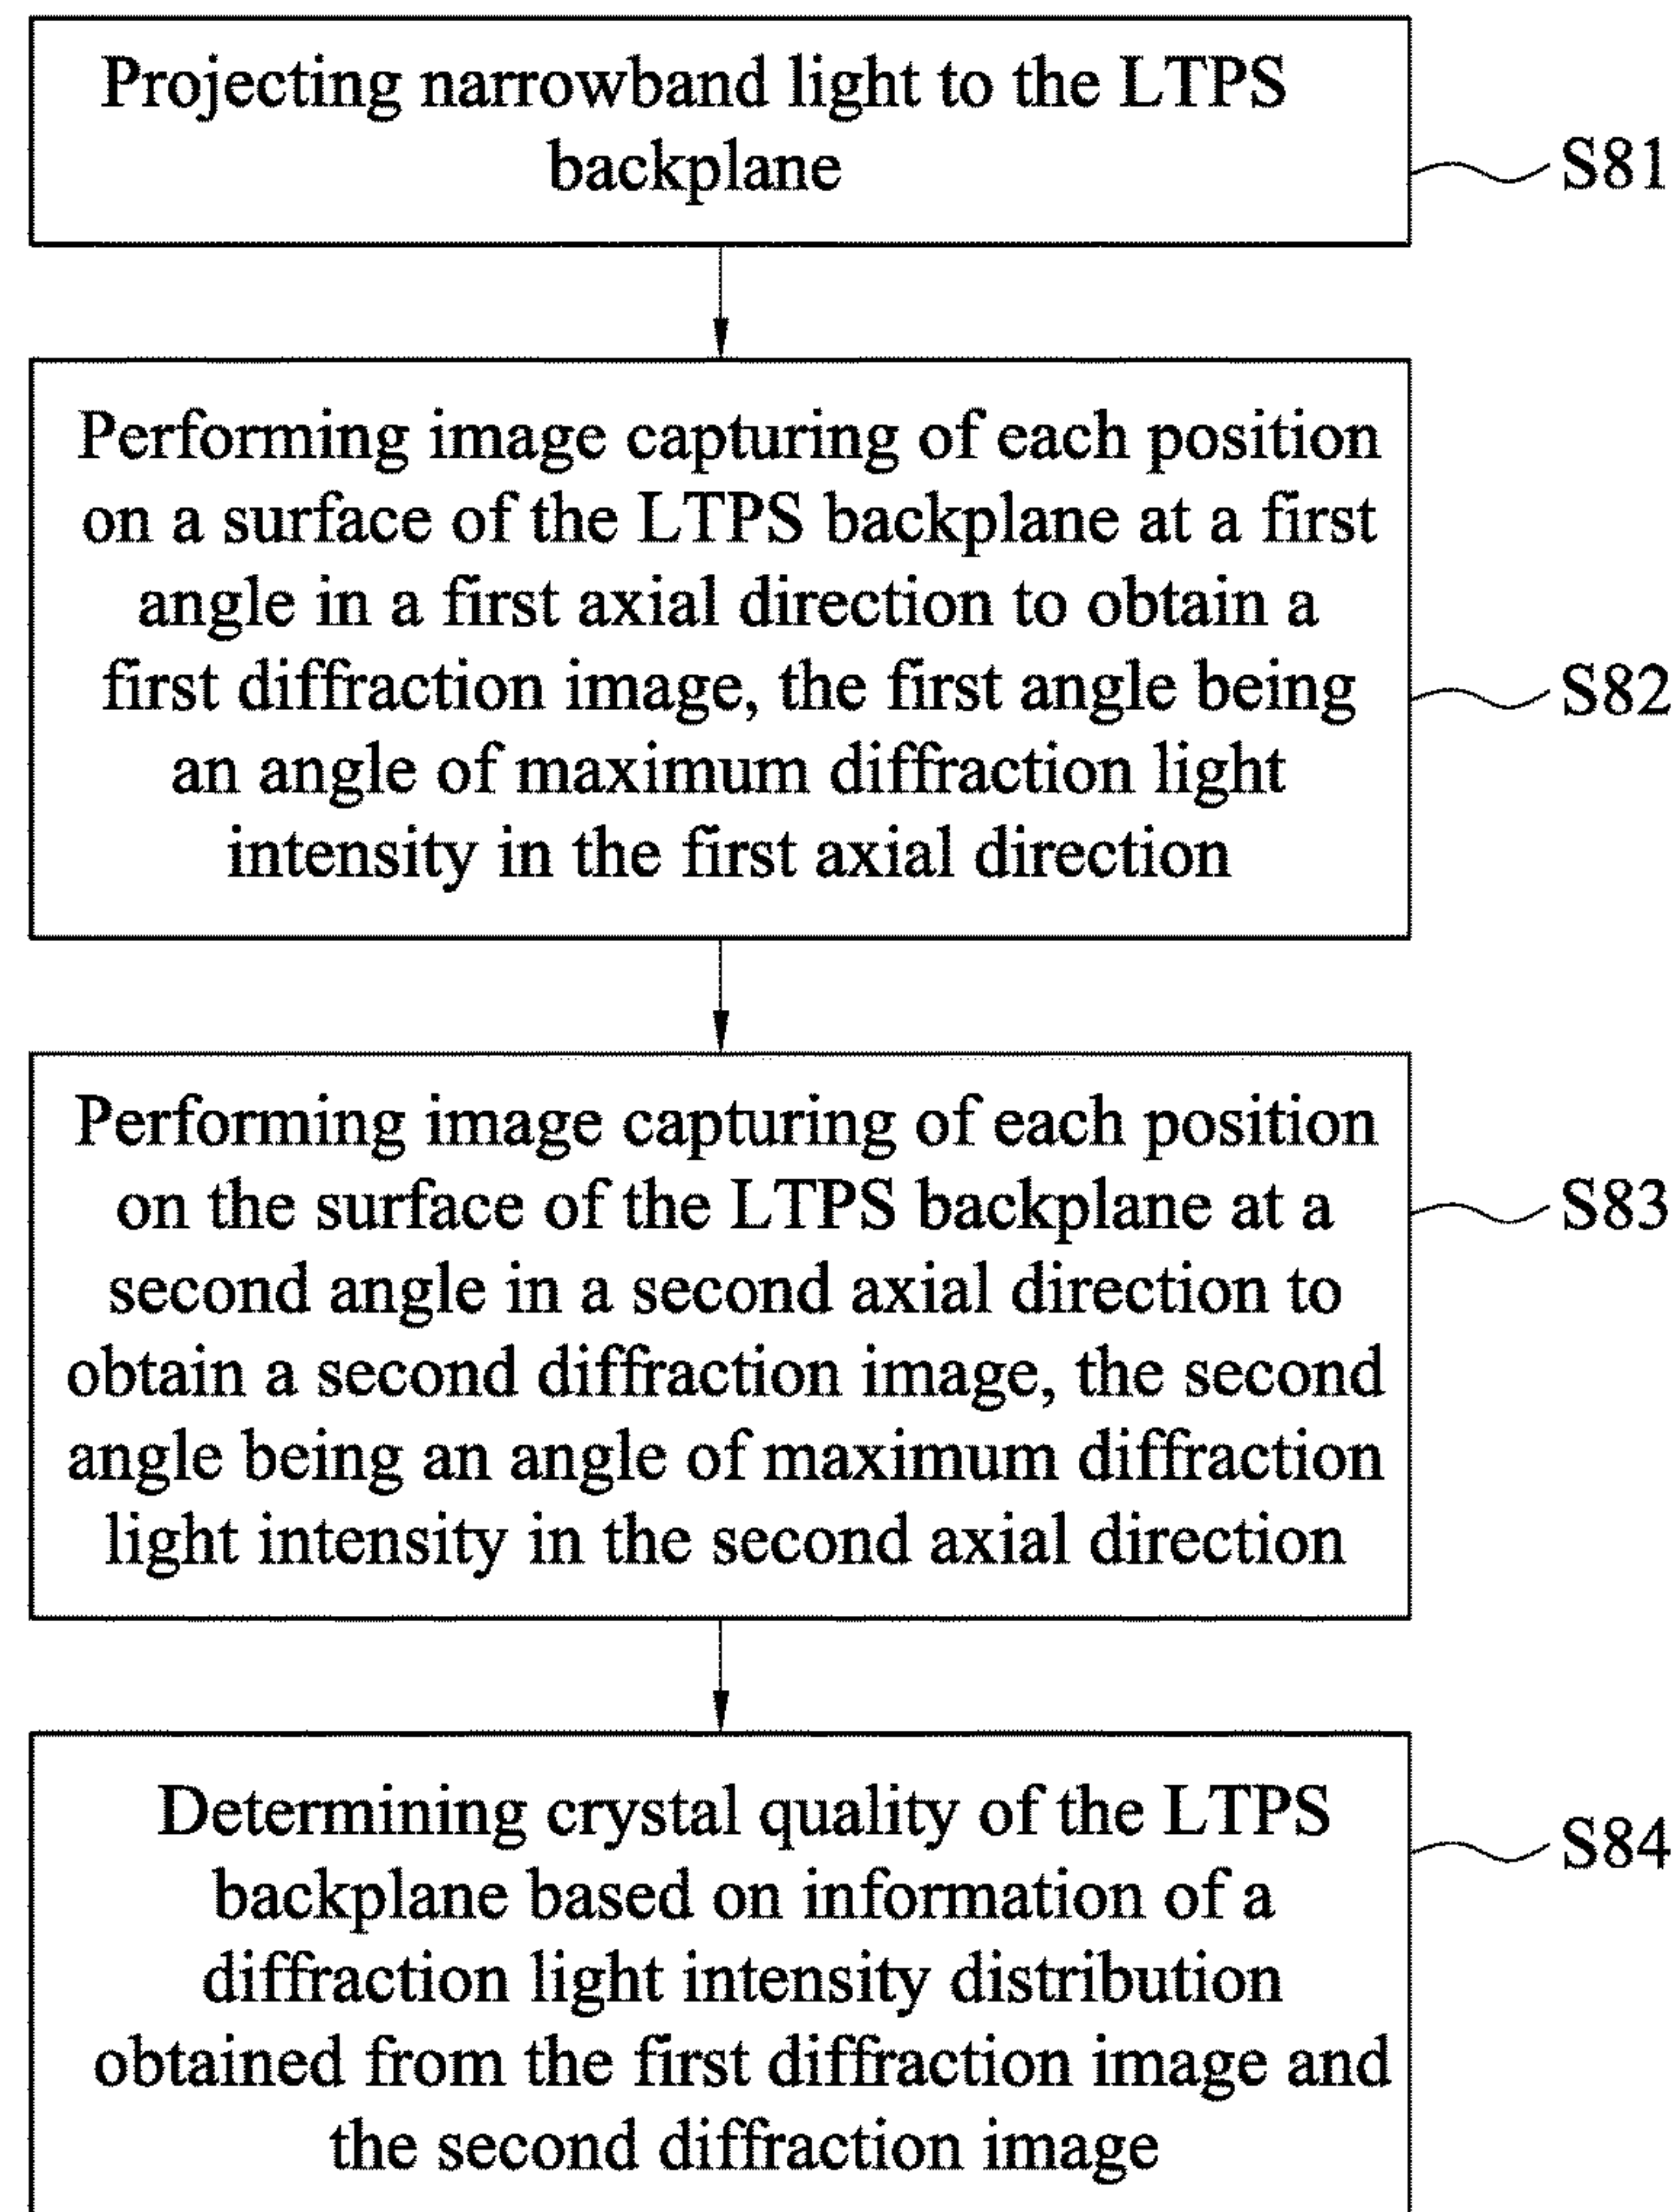 Projecting narrowband light to the LTPS
backplane
S81
Performing image capturing of each position
on a surface of the LTPS backplane at a first
angle in a first axial direction to obtain a
first diffraction image, the first angle being
an angle of maximum diffraction light
intensity in the first axial direction
S82
Performing image capturing of each position
on the surface of the LTPS backplane at a
second angle in a second axial direction to
obtain a second diffraction image, the second
angle being an angle of maximum diffraction
light intensity in the second axial direction
S83
Determining crystal quality of the LTPS
backplane based on information of a
diffraction light intensity distribution
obtained from the first diffraction image and
the second diffraction image
S84